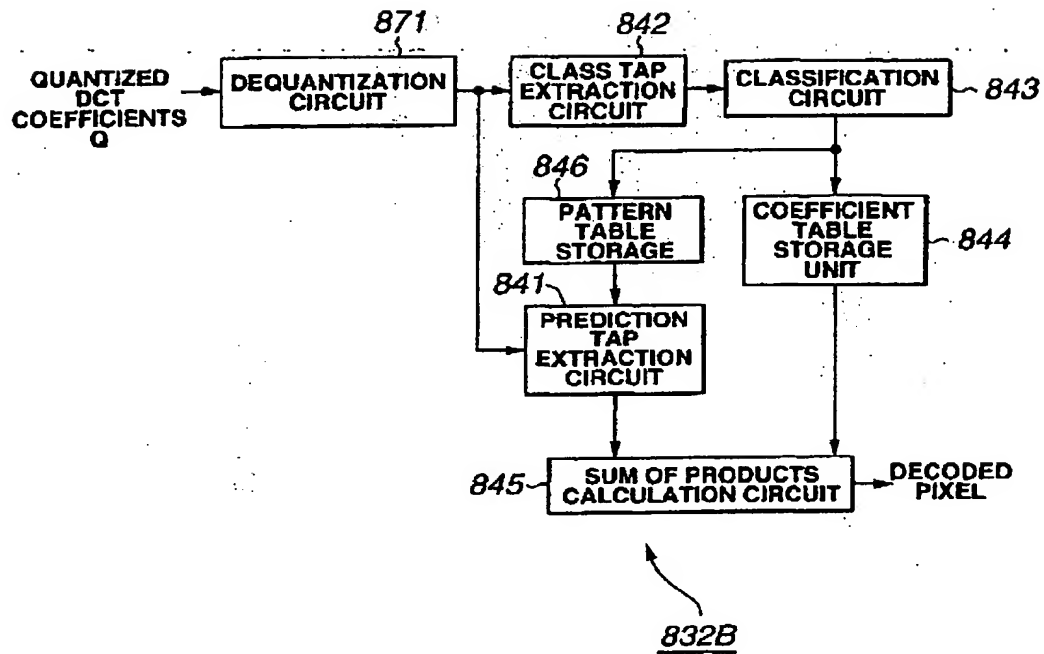 871
842
QUANTIZED
DCT
COEFFICIENTS
Q
DEQUANTIZATION
CIRCUIT
CLASS TAP
EXTRACTION
CIRCUIT
CLASSIFICATION
CIRCUIT
843
846
PATTERN
TABLE
STORAGE
COEFFICIENT
TABLE
STORAGE
UNIT
844
841
PREDICTION
TAP
EXTRACTION
CIRCUIT
845
SUM OF PRODUCTS
CALCULATION CIRCUIT
DECODED
PIXEL
832B